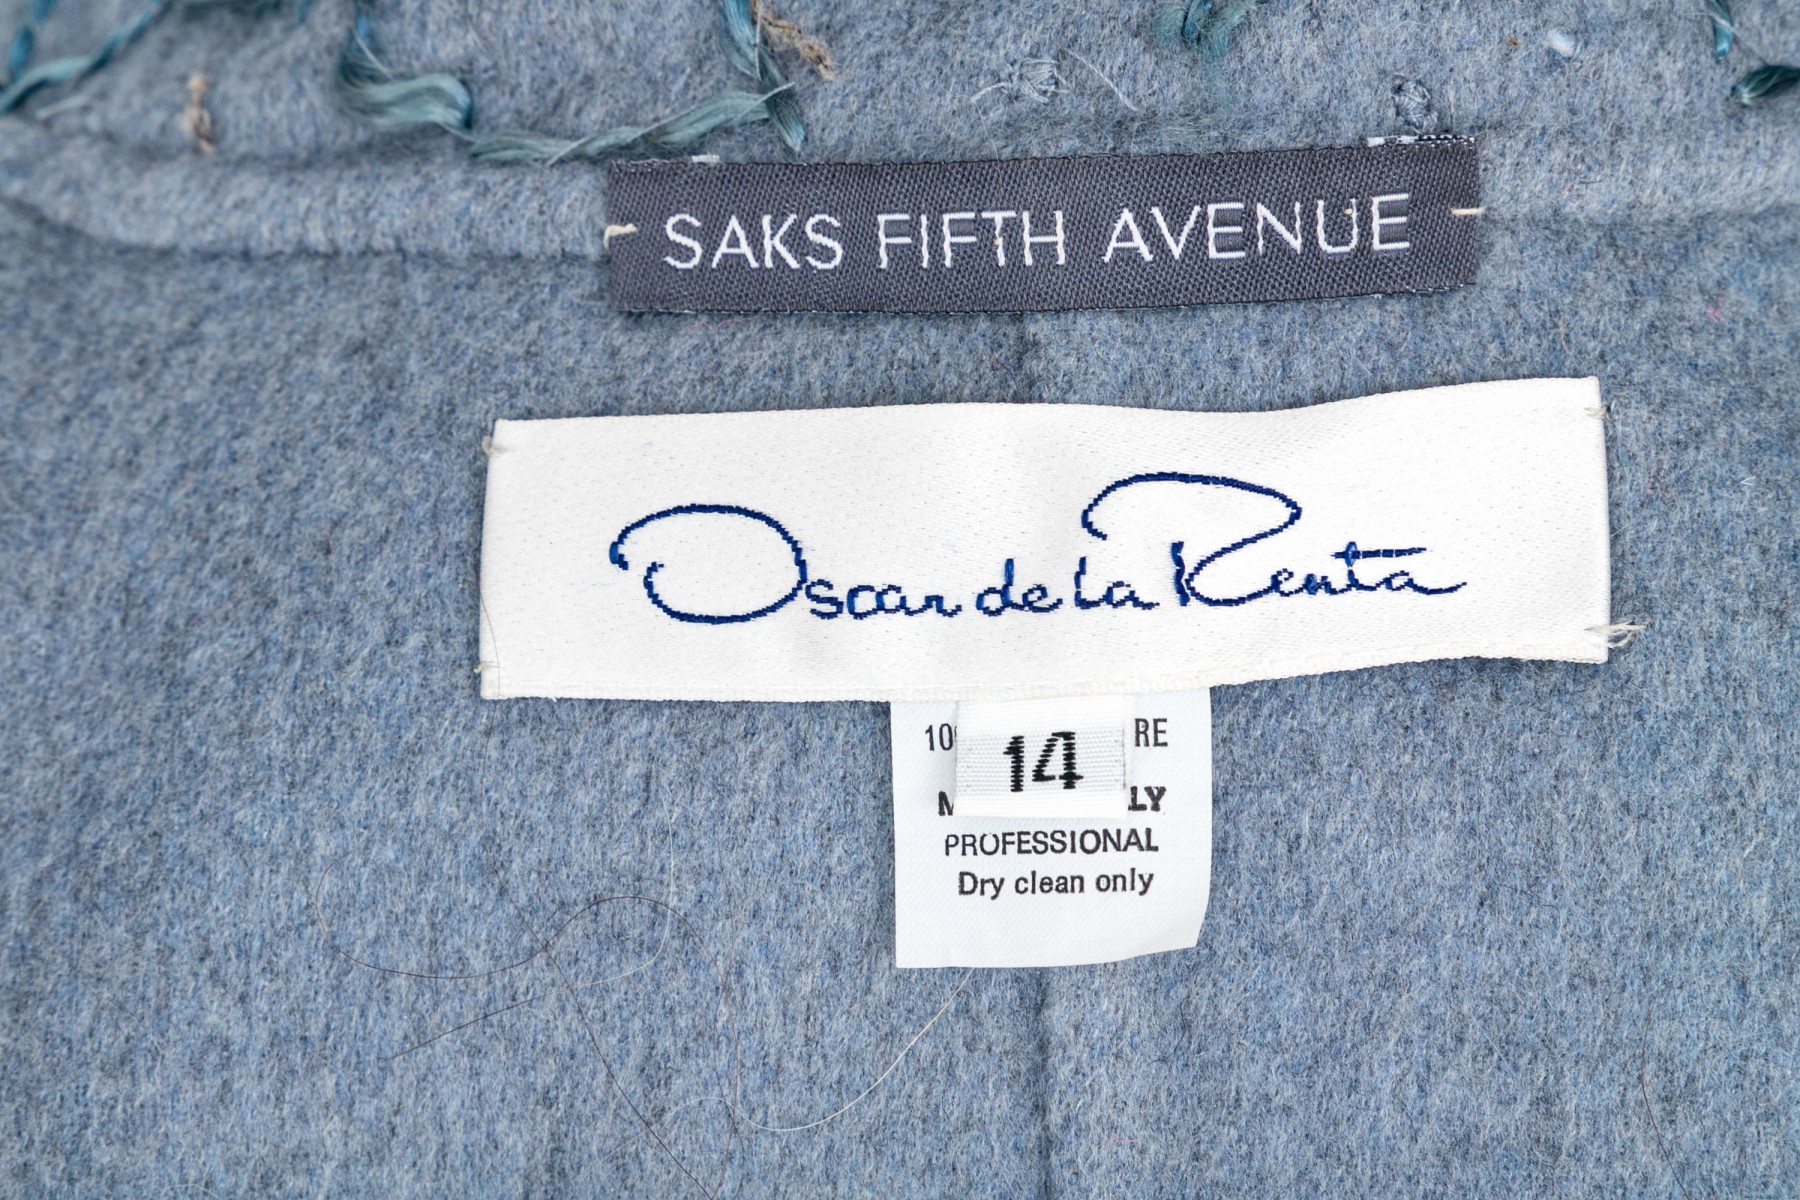 SAKS FIFTH AVENUE
Oscar de la Renta
14
PROFESSIONAL
Dry clean only